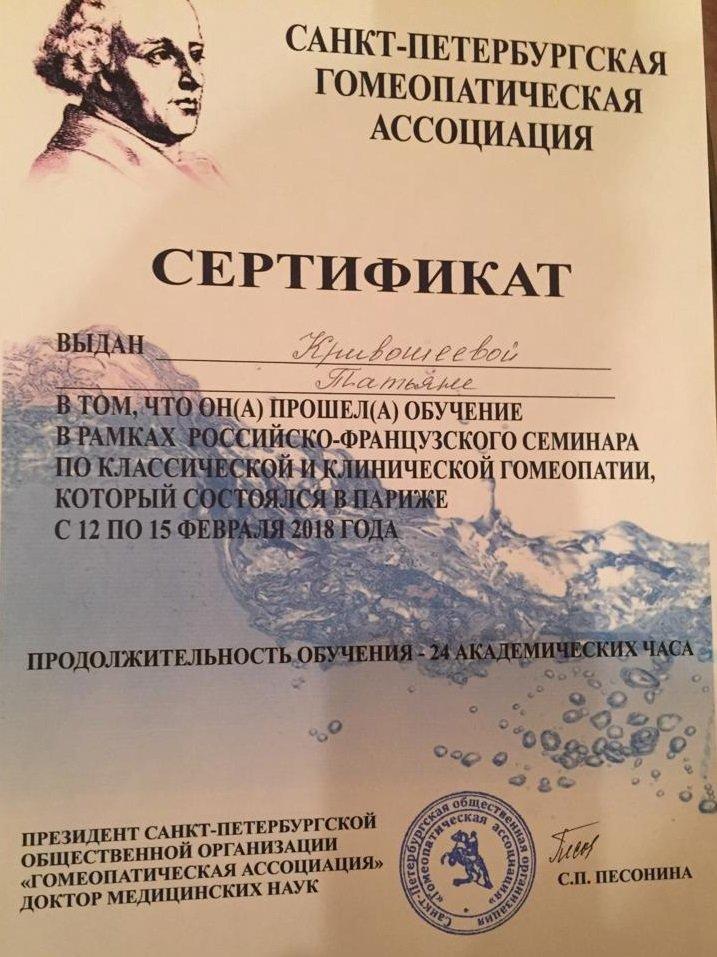 САНКТ-ПЕТЕРБУРГСКАЯ
ГОМЕОПАТИЧЕСКАЯ
АССОЦИАЦИЯ
СЕРТИФИКАТ
ВЫДАН Кривошеевой
Татьяне
В ТОМ, ЧТО ОН(А) ПРОШЕЛ(А) ОБУЧЕНИЕ
В РАМКАХ РОССИЙСКО-ФРАНЦУЗСКОГО СЕМИНАРА
ПО КЛАССИЧЕСКОЙ И КЛИНИЧЕСКОЙ ГОМЕОПАТИИ,
КОТОРЫЙ СОСТОЯЛСЯ В ПАРИЖЕ
С 12 ПО 15 ФЕВРАЛЯ 2018 ГОДА
ПРОДОЛЖИТЕЛЬНОСТЬ ОБУЧЕНИЯ - 24 АКАДЕМИЧЕСКИХ ЧАСА
ПРЕЗИДЕНТ САНКТ-ПЕТЕРБУРГСКОЙ
ОБЩЕСТВЕННОЙ ОРГАНИЗАЦИИ
«ГОМЕОПАТИЧЕСКАЯ АССОЦИАЦИЯ»
ДОКТОР МЕДИЦИНСКИХ НАУК
Санкт-Петербургская общественная организация
«Гомеопатическая ассоциация»
С.П. ПЕСОНИНА